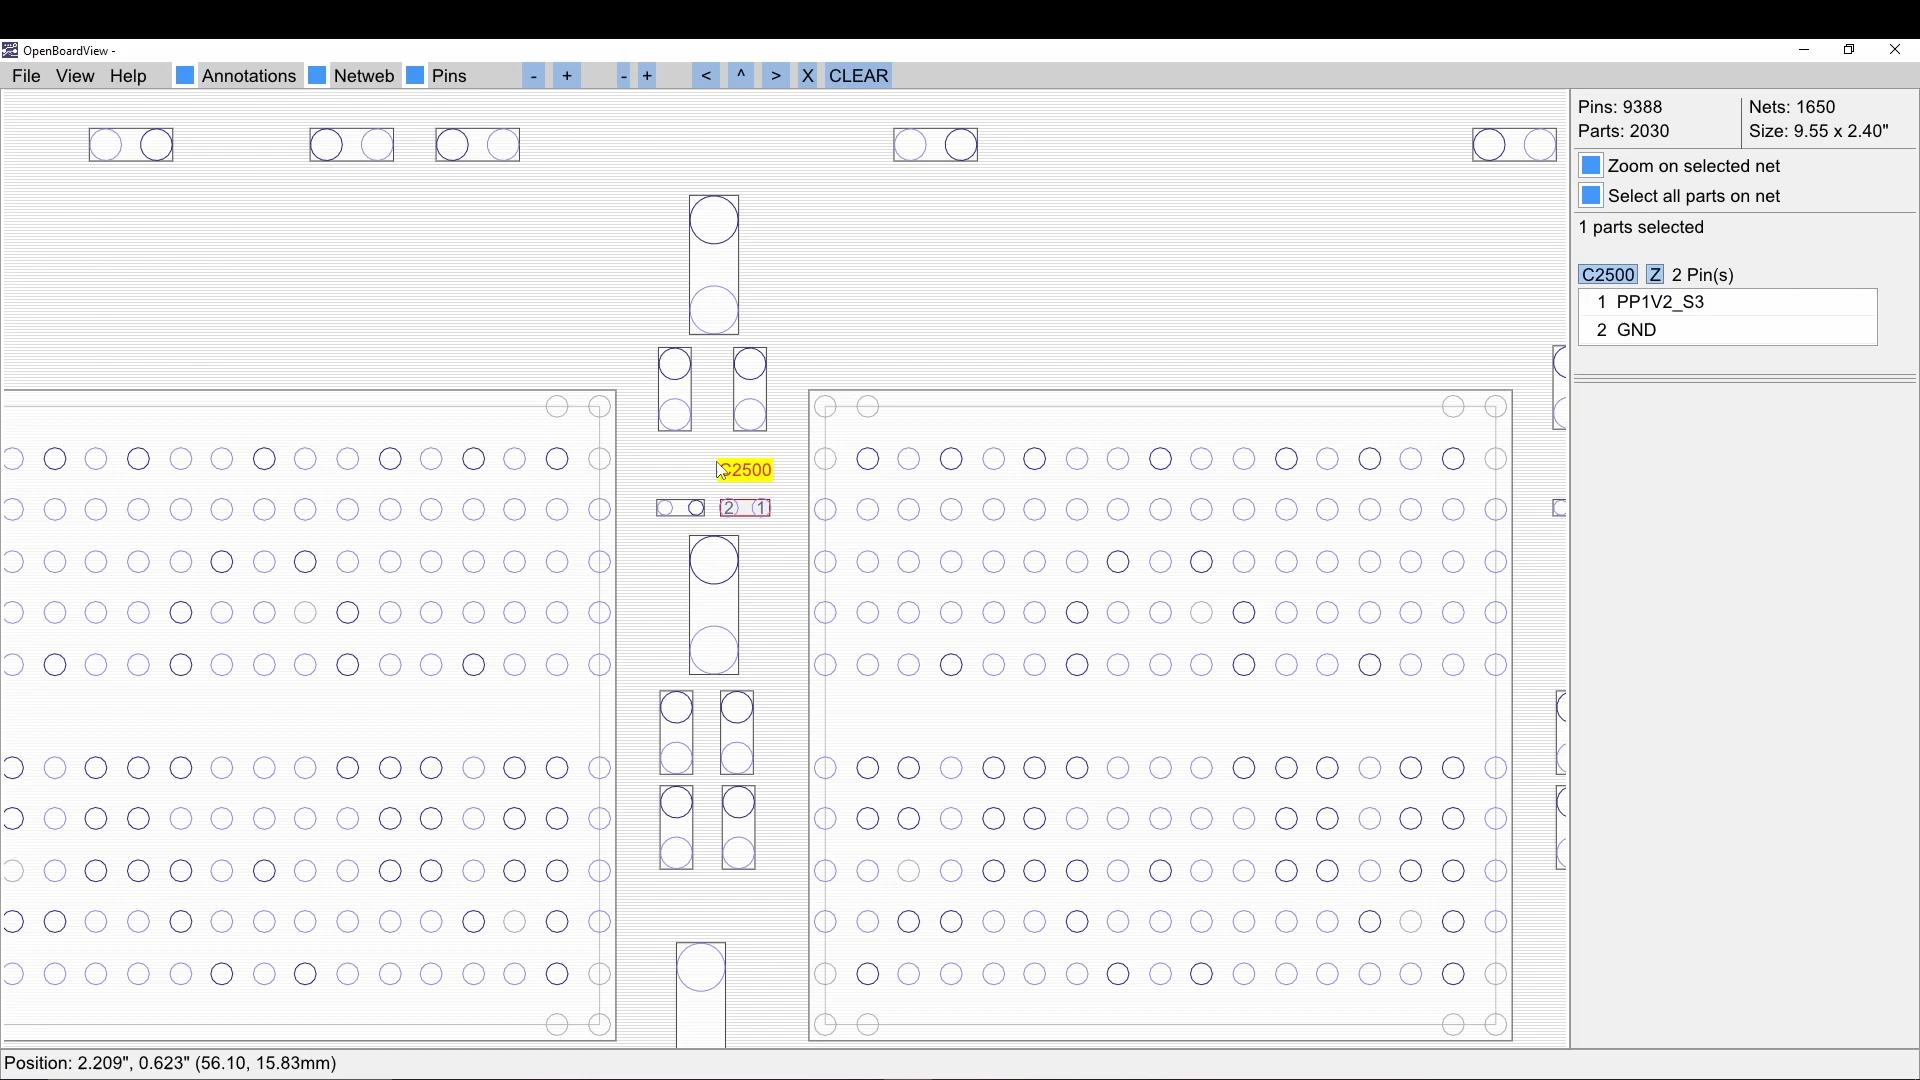 OpenBoardView -
File View Help Annotations Netweb Pins - + - + < ^ > X CLEAR
Pins: 9388 Nets: 1650
Parts: 2030 Size: 9.55 x 2.40"
Zoom on selected net
Select all parts on net
1 parts selected
C2500 Z 2 Pin(s)
1 PP1V2_S3
2 GND
C2500
2 1
Position: 2.209", 0.623" (56.10, 15.83mm)